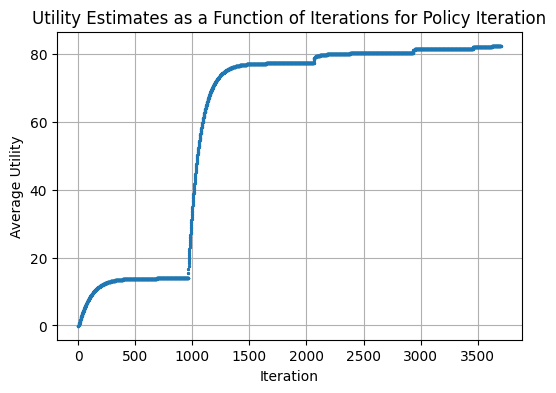 Utility Estimates as a Function of Iterations for Policy Iteration
Average Utility
80
60
40
20
0
0 500 1000 1500 2000 2500 3000 3500
Iteration